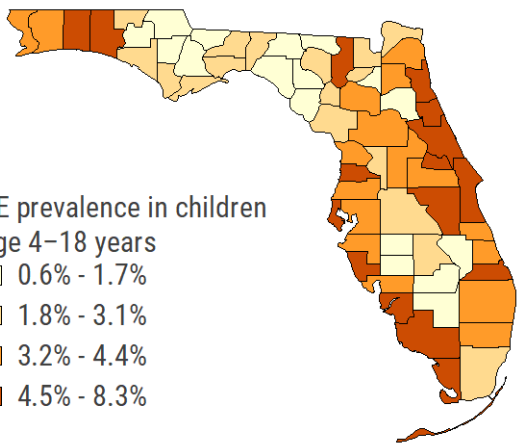 E prevalence in children
ge 4–18 years
0.6% - 1.7%
1.8% - 3.1%
3.2% - 4.4%
4.5% - 8.3%